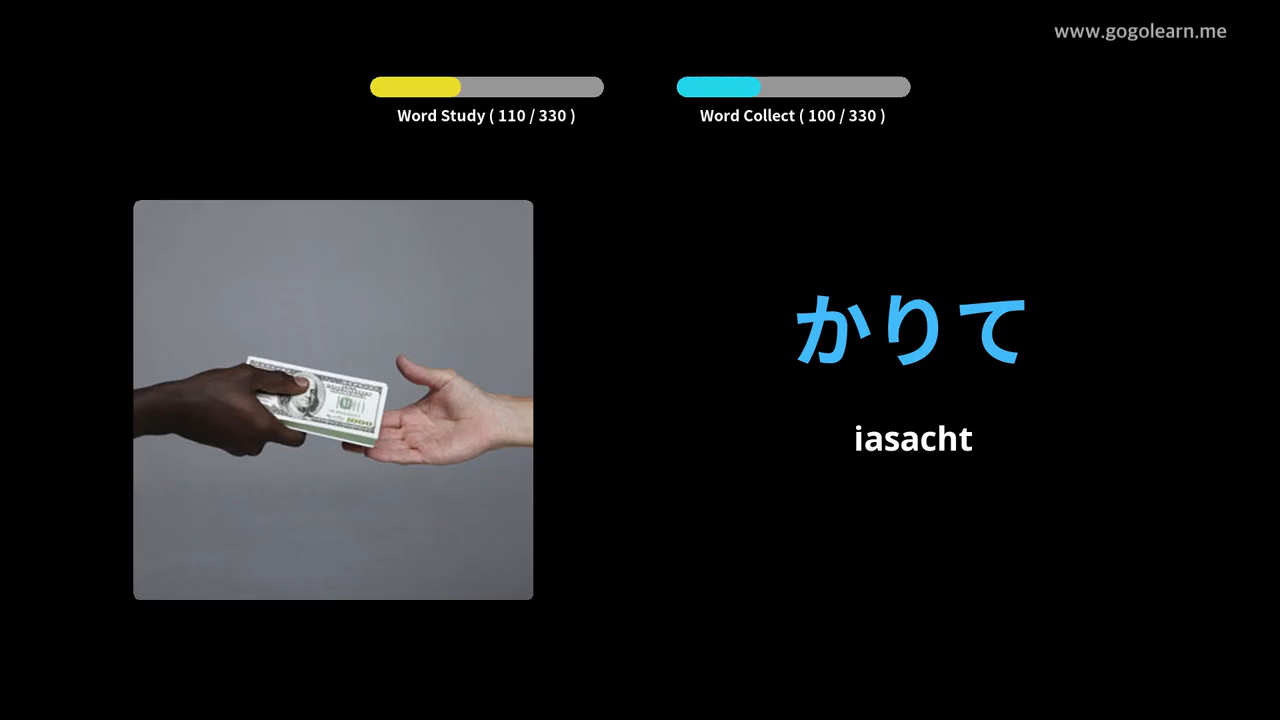 www.gogolearn.me
Word Study ( 110 / 330 )
Word Collect ( 100 / 330 )
かりて
iasacht